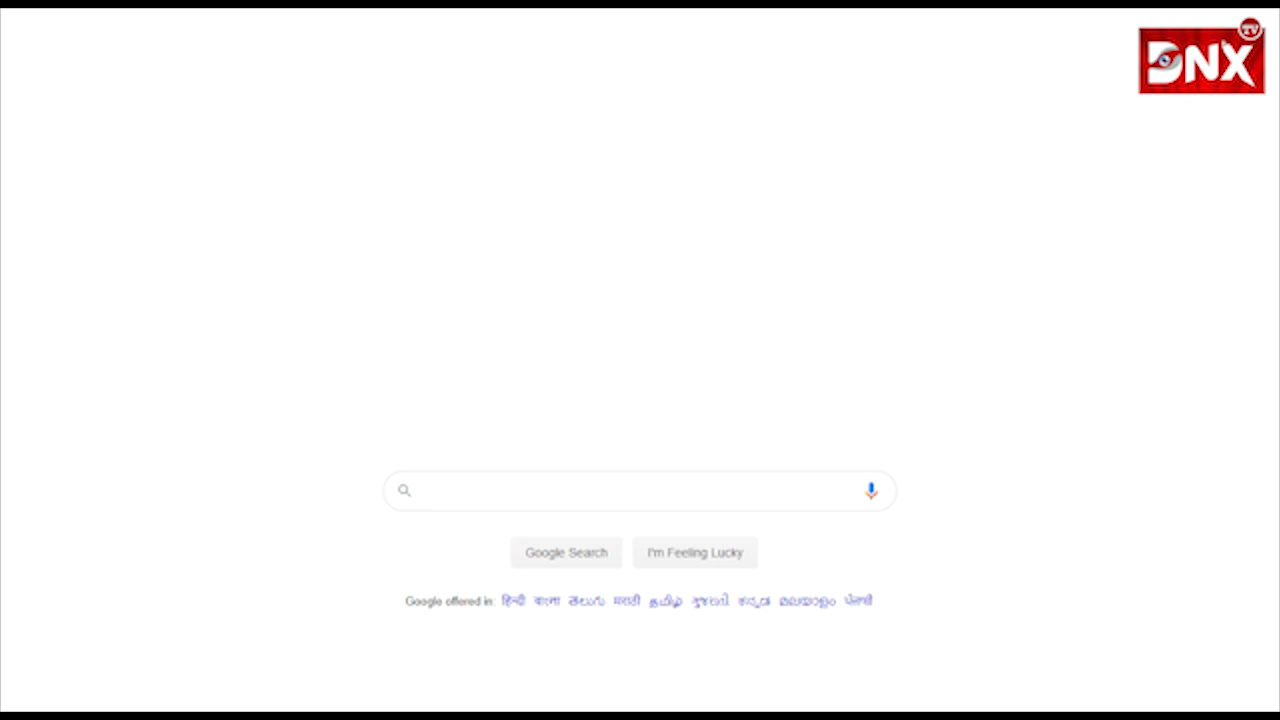 TV
DNX
Google Search I'm Feeling Lucky
Google offered in: हिन्दी বাংলা తెలుగు मराठी தமிழ் ગુજરાતી ಕನ್ನಡ മലയാളം ਪੰਜਾਬੀ